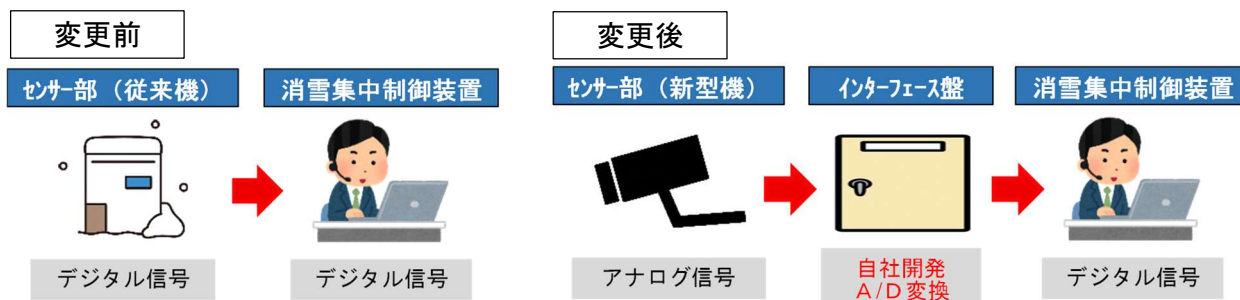 変更前
センサー部（従来機）
消雪集中制御装置
デジタル信号
デジタル信号
変更後
センサー部（新型機）
インターフェース盤
消雪集中制御装置
アナログ信号
自社開発
A/D変換
デジタル信号